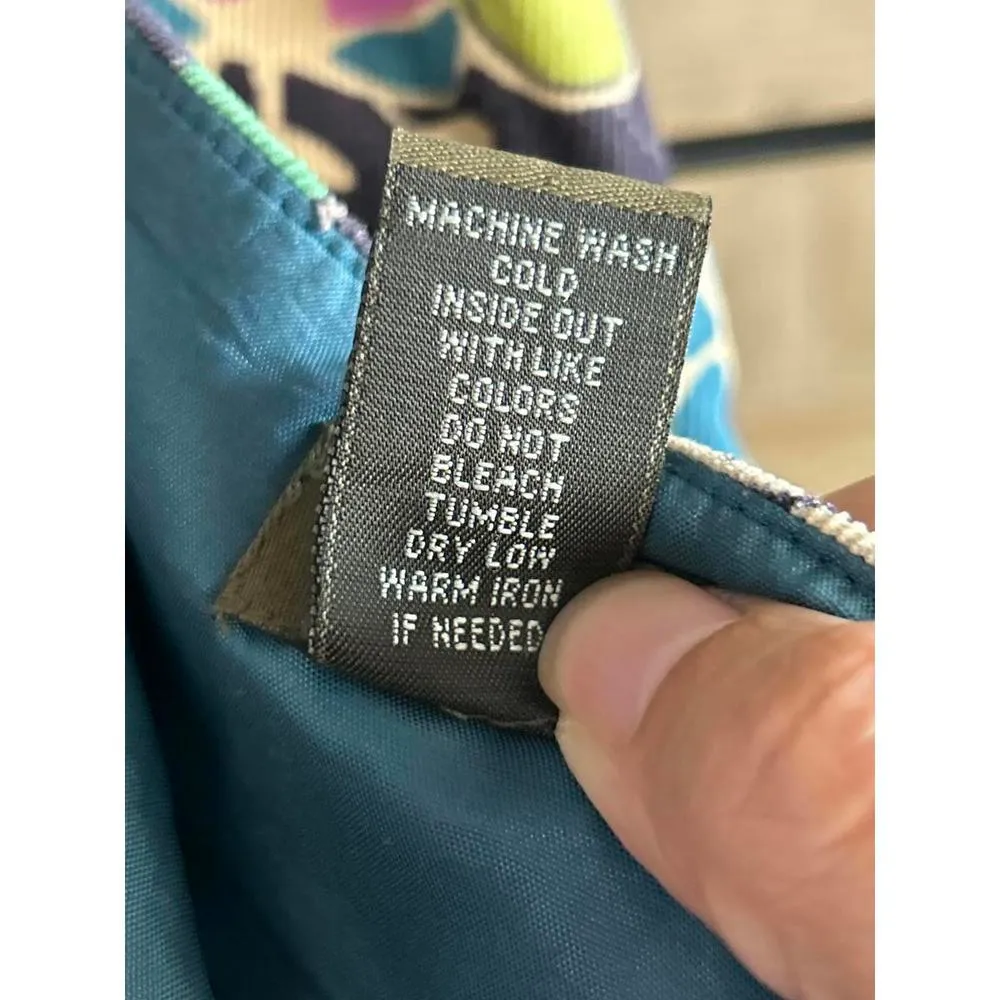 MACHINE WASH
COLD
INSIDE OUT
WITH LIKE
COLORS
DO NOT
BLEACH
TUMBLE
DRY LOW
WARM IRON
IF NEEDED